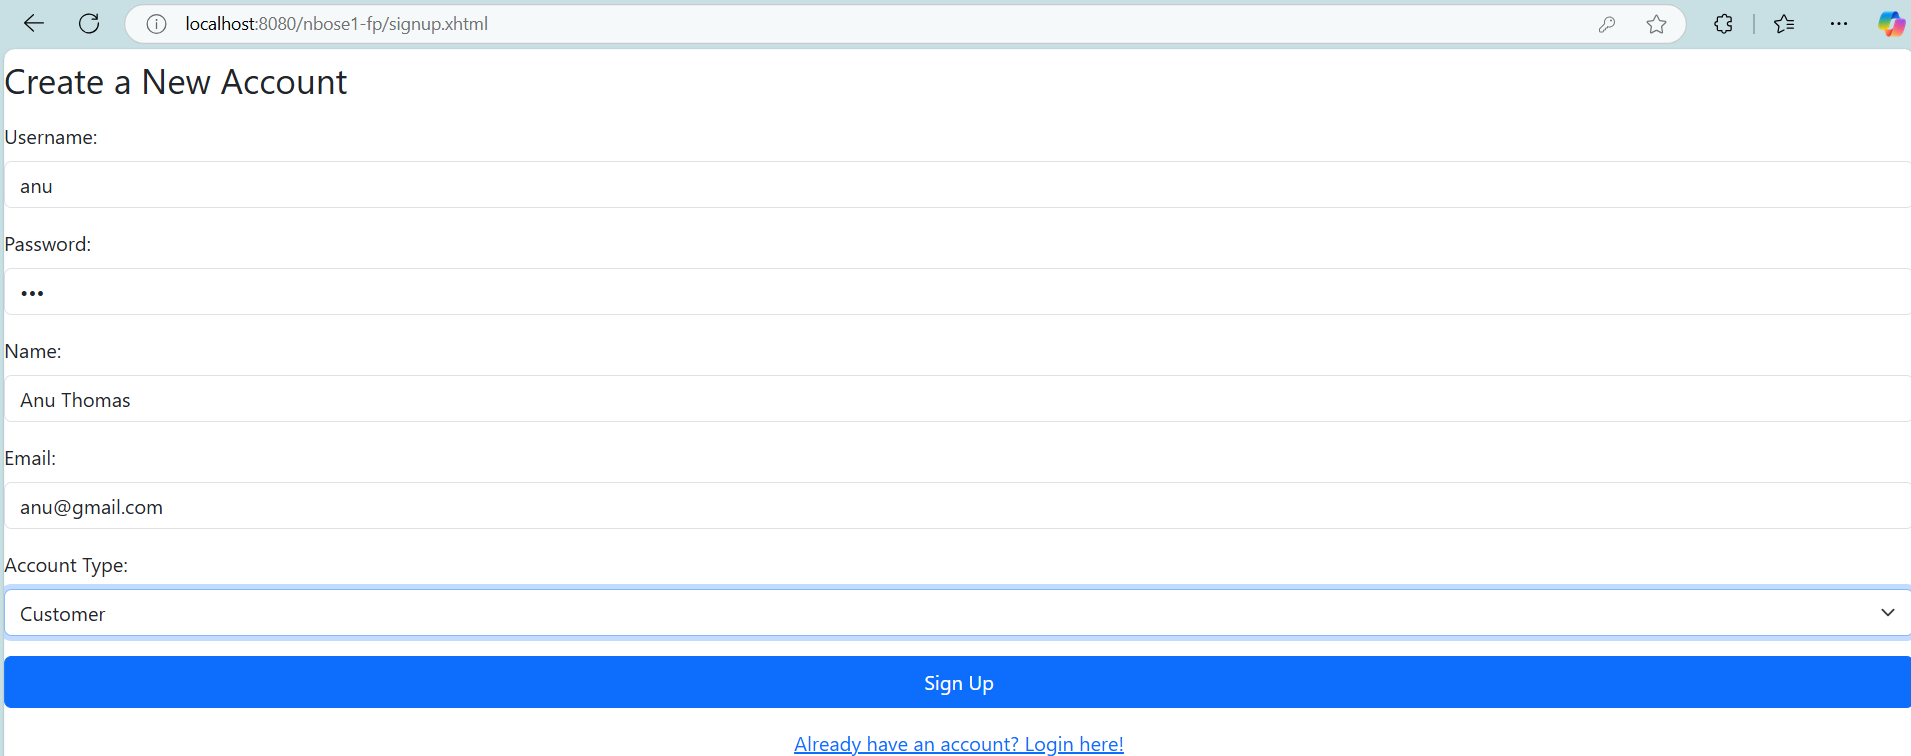 localhost:8080/nbose1-fp/signup.xhtml
Create a New Account
Username:
anu
Password:
•••
Name:
Anu Thomas
Email:
anu@gmail.com
Account Type:
Customer
Sign Up
Already have an account? Login here!